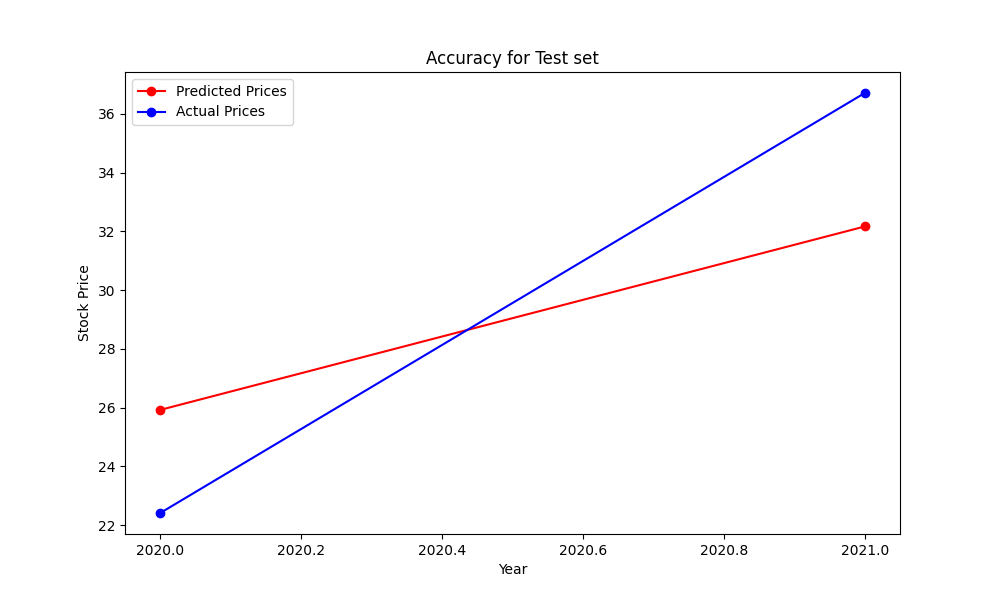 Accuracy for Test set
Predicted Prices
Actual Prices
36
34
32
30
28
26
24
22
Stock Price
2020.0
2020.2
2020.4
2020.6
2020.8
2021.0
Year